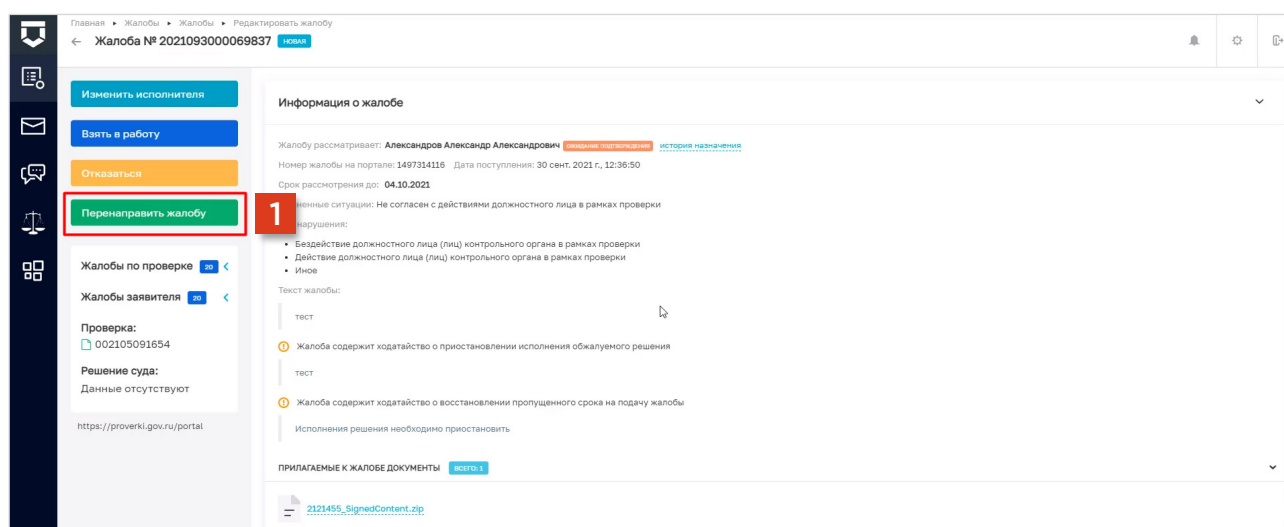 Главная ▸ Жалобы ▸ Жалобы ▸ Редактировать жалобу
← Жалоба № 2021093000069837 НОВАЯ
Изменить исполнителя
Взять в работу
Отказаться
Перенаправить жалобу
1
Жалобы по проверке 20
Жалобы заявителя 20
Проверка:
002105091654
Решение суда:
Данные отсутствуют
https://proverki.gov.ru/portal
Информация о жалобе
Жалобу рассматривает: Александров Александр Александрович ОЖИДАНИЕ ПОДТВЕРЖДЕНИЯ история назначения
Номер жалобы на портале: 1497314116 Дата поступления: 30 сент. 2021 г., 12:36:50
Срок рассмотрения до: 04.10.2021
ситуации: Не согласен с действиями должностного лица в рамках проверки
нарушения:
• Бездействие должностного лица (лиц) контрольного органа в рамках проверки
• Действие должностного лица (лиц) контрольного органа в рамках проверки
• Иное
Текст жалобы:
тест
Жалоба содержит ходатайство о приостановлении исполнения обжалуемого решения
тест
Жалоба содержит ходатайство о восстановлении пропущенного срока на подачу жалобы
Исполнения решения необходимо приостановить
ПРИЛАГАЕМЫЕ К ЖАЛОБЕ ДОКУМЕНТЫ ВСЕГО: 1
2121455_SignedContent.zip